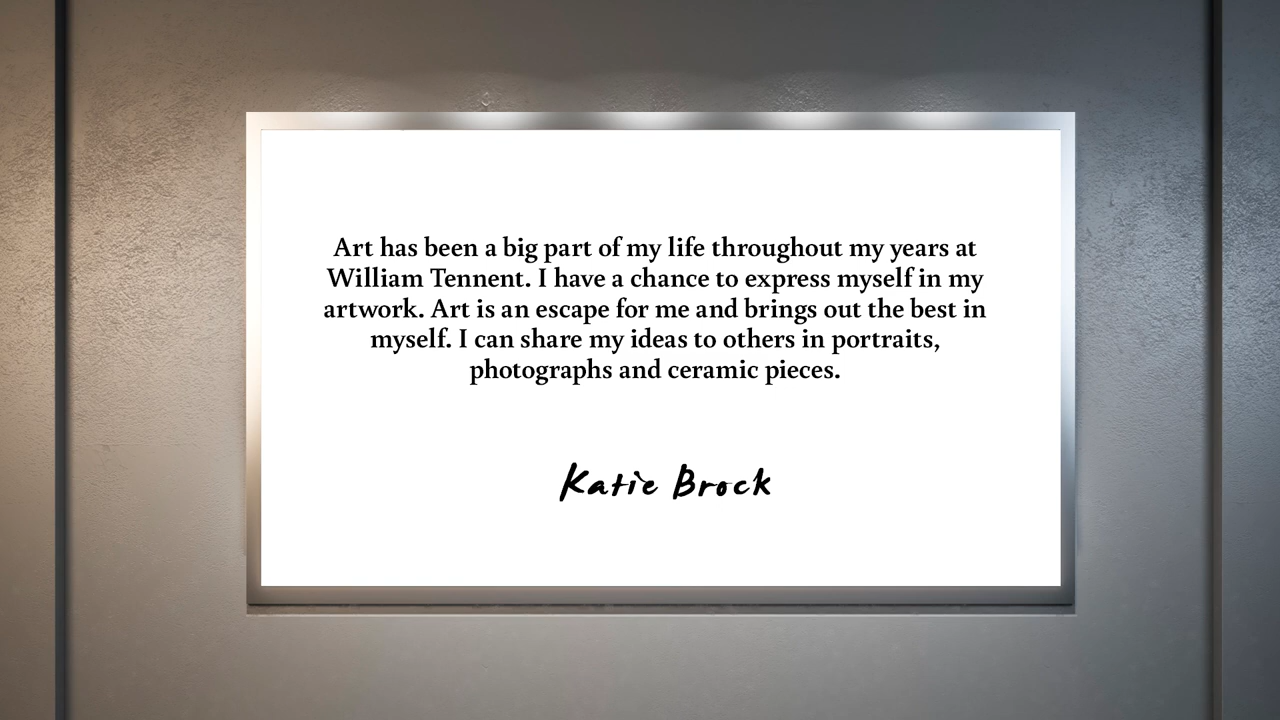 Art has been a big part of my life throughout my years at
William Tennent. I have a chance to express myself in my
artwork. Art is an escape for me and brings out the best in
myself. I can share my ideas to others in portraits,
photographs and ceramic pieces.
Katie Brock